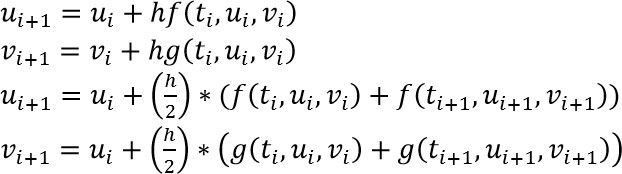 u_{i+1} = u_i + hf(t_i, u_i, v_i)
v_{i+1} = v_i + hg(t_i, u_i, v_i)
u_{i+1} = u_i + (h/2) * (f(t_i, u_i, v_i) + f(t_{i+1}, u_{i+1}, v_{i+1}))
v_{i+1} = u_i + (h/2) * (g(t_i, u_i, v_i) + g(t_{i+1}, u_{i+1}, v_{i+1}))